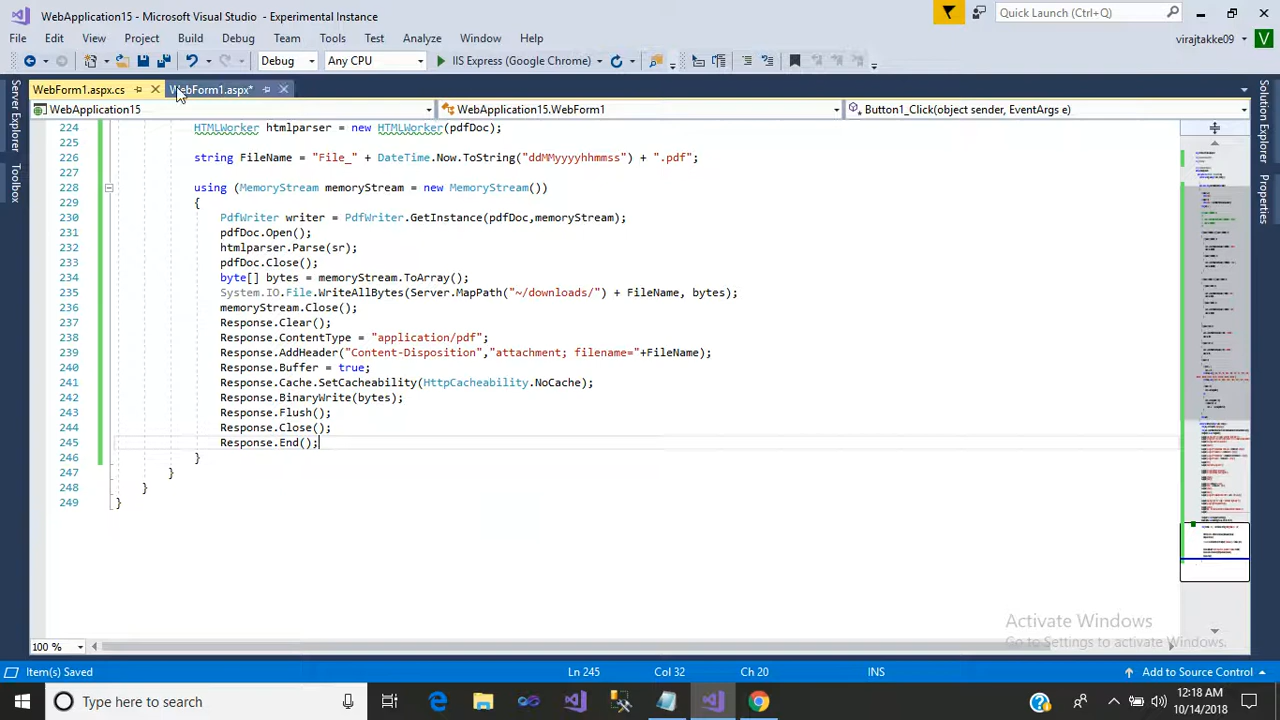 WebApplication15 - Microsoft Visual Studio - Experimental Instance
Quick Launch (Ctrl+Q)
File Edit View Project Build Debug Team Tools Test Analyze Window Help
virajtakke09 V
Debug Any CPU IIS Express (Google Chrome)
WebForm1.aspx.cs WebForm1.aspx*
WebApplication15 WebApplication15.WebForm1 Button1_Click(object sender, EventArgs e)
Server Explorer
Toolbox
Solution Explorer
Properties
224 HTMLWorker htmlparser = new HTMLWorker(pdfDoc);
225
226 string FileName = "File_" + DateTime.Now.ToString("ddMMyyyyhhmmss") + ".pdf";
227
228 using (MemoryStream memoryStream = new MemoryStream())
229 {
230 PdfWriter writer = PdfWriter.GetInstance(pdfDoc,memoryStream);
231 pdfDoc.Open();
232 htmlparser.Parse(sr);
233 pdfDoc.Close();
234 byte[] bytes = memoryStream.ToArray();
235 System.IO.File.WriteAllBytes(Server.MapPath("~/downloads/") + FileName, bytes);
236 memoryStream.Close();
237 Response.Clear();
238 Response.ContentType = "application/pdf";
239 Response.AddHeader("Content-Disposition","attachment; filename="+FileName);
240 Response.Buffer = true;
241 Response.Cache.SetCacheability(HttpCacheability.NoCache);
242 Response.BinaryWrite(bytes);
243 Response.Flush();
244 Response.Close();
245 Response.End();
246 }
247 }
248 }
249 }
Activate Windows
Go to Settings to activate Windows.
100 %
Item(s) Saved Ln 245 Col 32 Ch 20 INS Add to Source Control
Type here to search
12:18 AM
10/14/2018